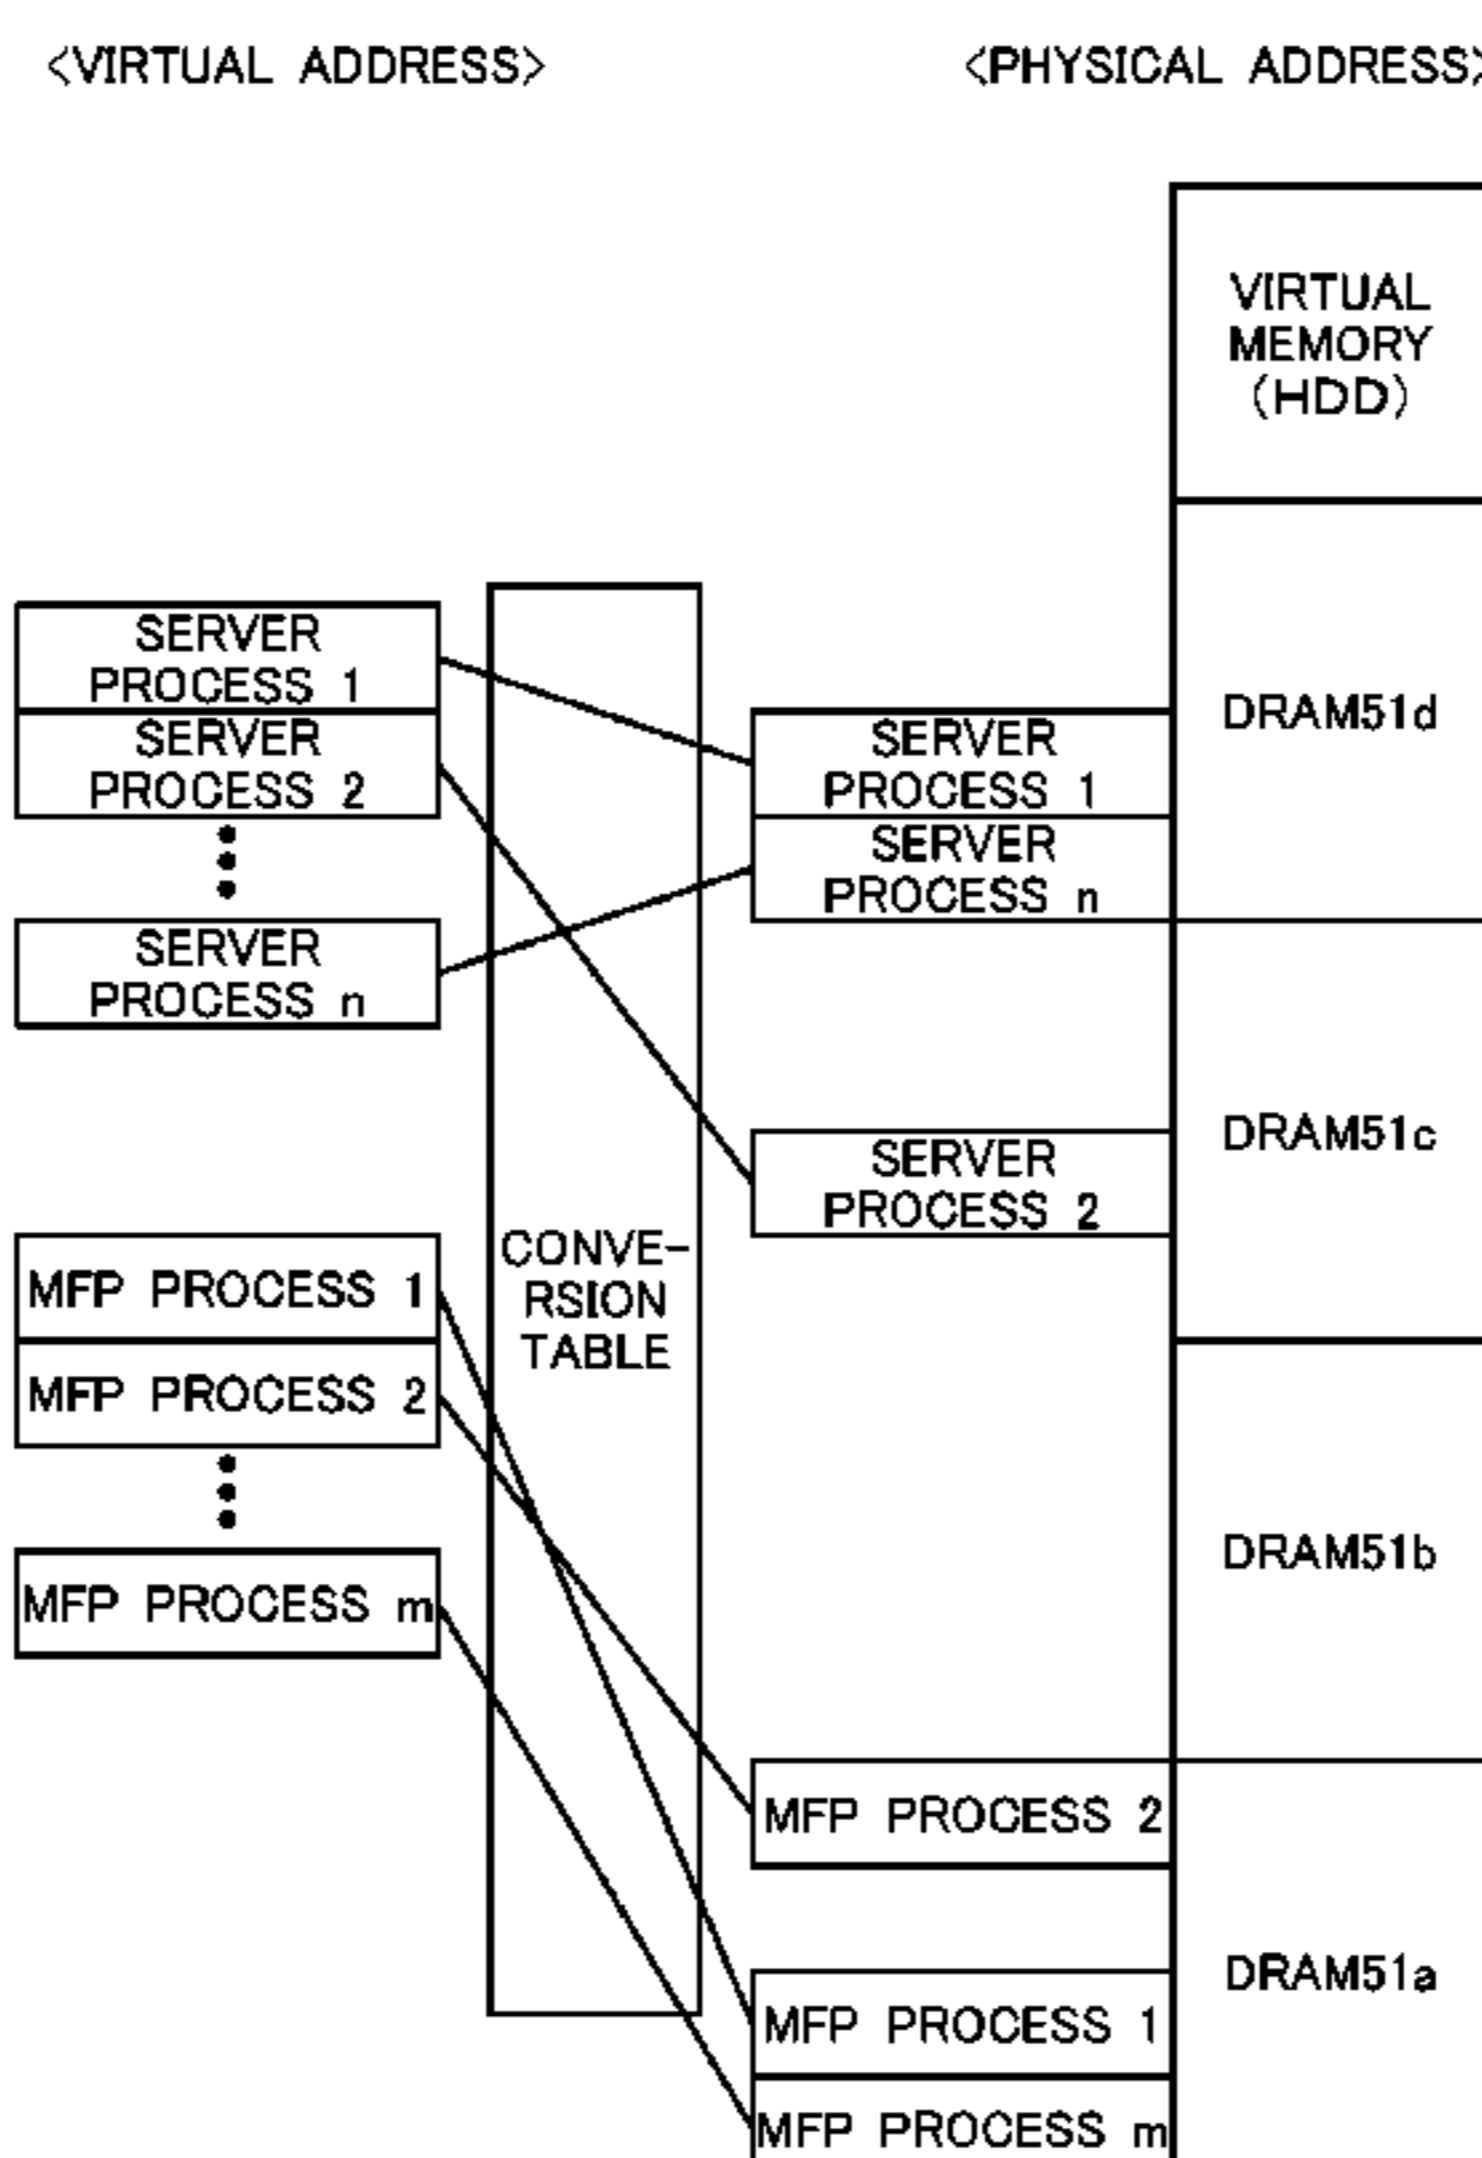 <VIRTUAL ADDRESS>
<PHYSICAL ADDRESS>
VIRTUAL
MEMORY
(HDD)
SERVER
PROCESS 1
SERVER
PROCESS 2
SERVER
PROCESS n
MFP PROCESS 1
MFP PROCESS 2
MFP PROCESS m
CONVE-
RSION
TABLE
SERVER
PROCESS 1
SERVER
PROCESS n
SERVER
PROCESS 2
MFP PROCESS 2
MFP PROCESS 1
MFP PROCESS m
DRAM51d
DRAM51c
DRAM51b
DRAM51a